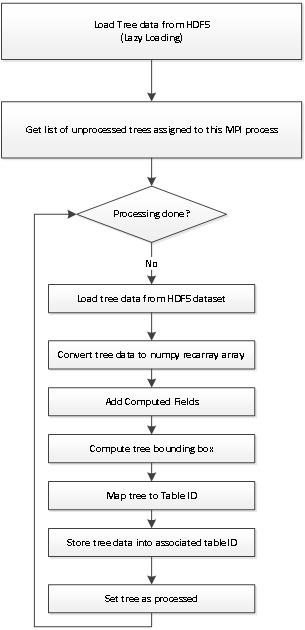 Load Tree data from HDF5
(Lazy Loading)
Get list of unprocessed trees assigned to this MPI process
Processing done?
No
Load tree data from HDF5 dataset
Convert tree data to numpy recarray array
Add Computed Fields
Compute tree bounding box
Map tree to Table ID
Store tree data into associated table ID
Set tree as processed